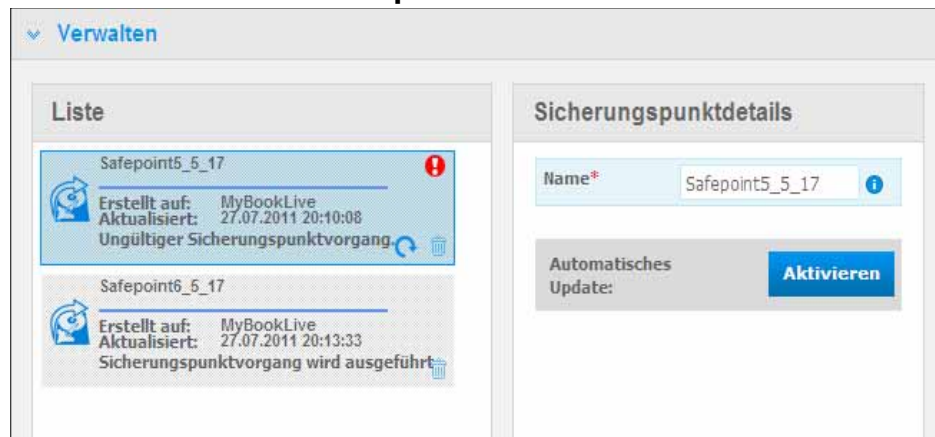 Verwalten
Liste
Safepoint5_5_17
Erstellt auf: MyBookLive
Aktualisiert: 27.07.2011 20:10:08
Ungültiger Sicherungspunktvorgang.
Safepoint6_5_17
Erstellt auf: MyBookLive
Aktualisiert: 27.07.2011 20:13:33
Sicherungspunktvorgang wird ausgeführt
Sicherungspunktdetails
Name*
Safepoint5_5_17
Automatisches
Update:
Aktivieren